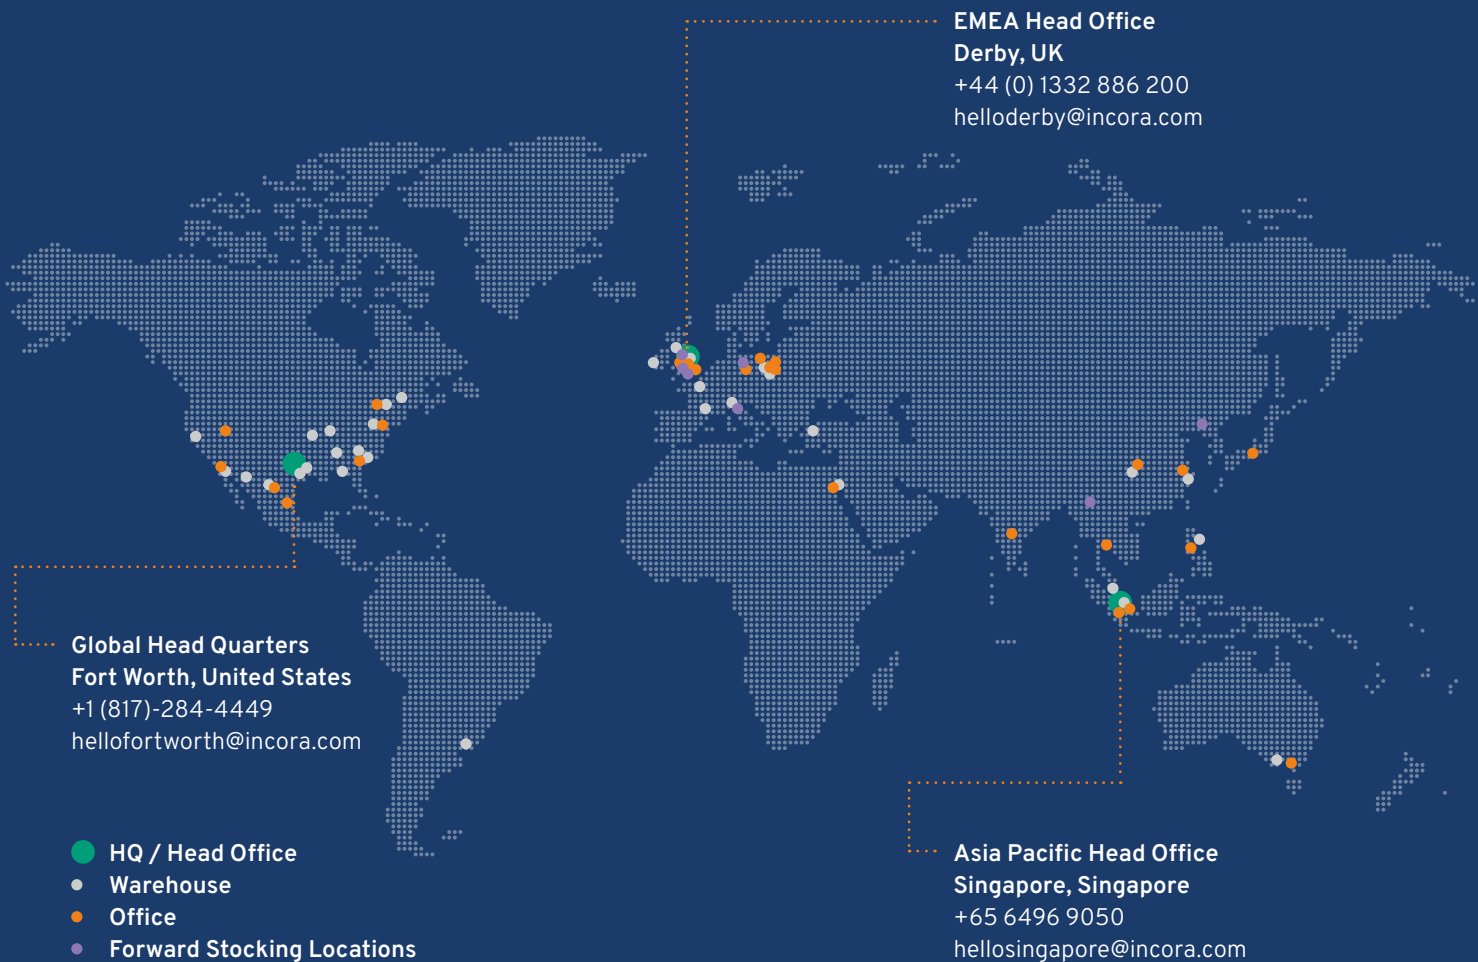 EMEA Head Office
Derby, UK
+44 (0) 1332 886 200
helloderby@incora.com
Global Head Quarters
Fort Worth, United States
+1 (817)-284-4449
hellofortworth@incora.com
HQ / Head Office
Warehouse
Office
Forward Stocking Locations
Asia Pacific Head Office
Singapore, Singapore
+65 6496 9050
hellosingapore@incora.com